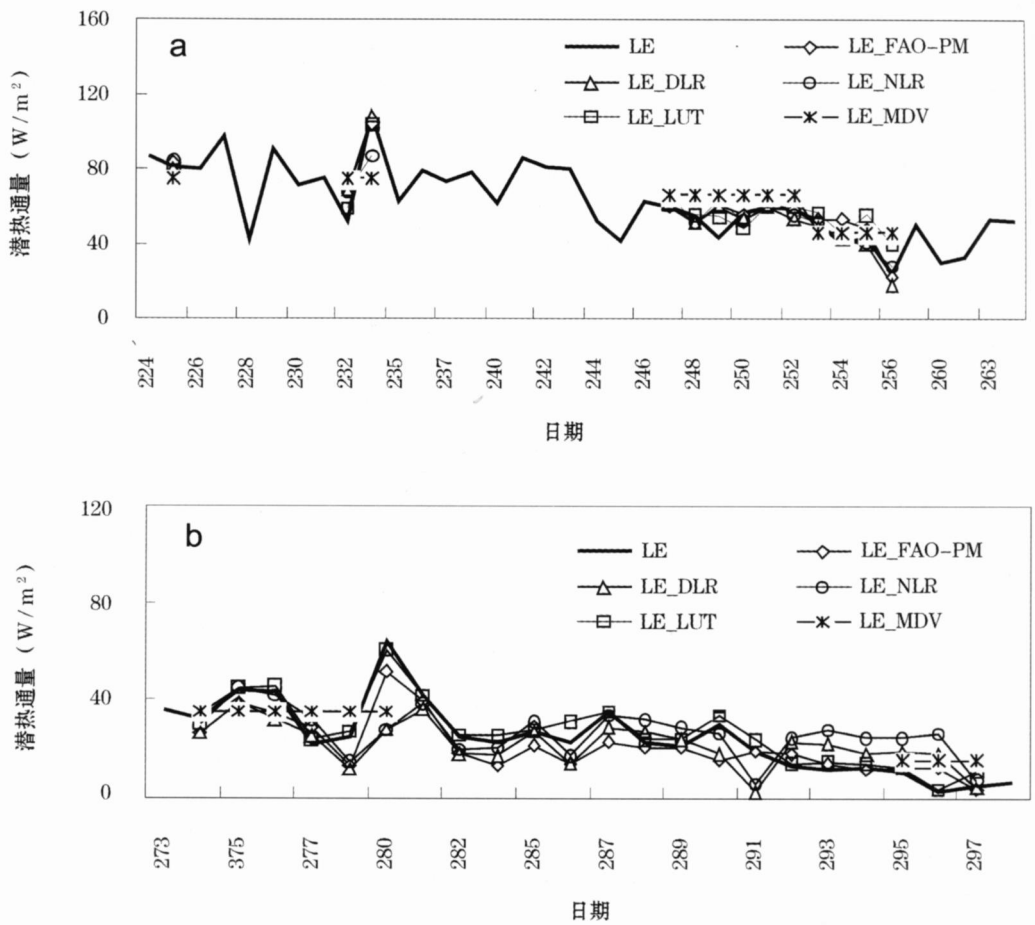 160
120
80
40
0
潜热通量（W/m²）
a
LE
LE_FAO-PM
LE_DLR
LE_NLR
LE_LUT
LE_MDV
224
226
228
230
232
235
237
240
242
244
248
250
252
254
256
260
263
日期
120
80
40
0
潜热通量（W/m²）
b
LE
LE_FAO-PM
LE_DLR
LE_NLR
LE_LUT
LE_MDV
273
375
277
280
282
285
287
289
291
293
295
297
日期